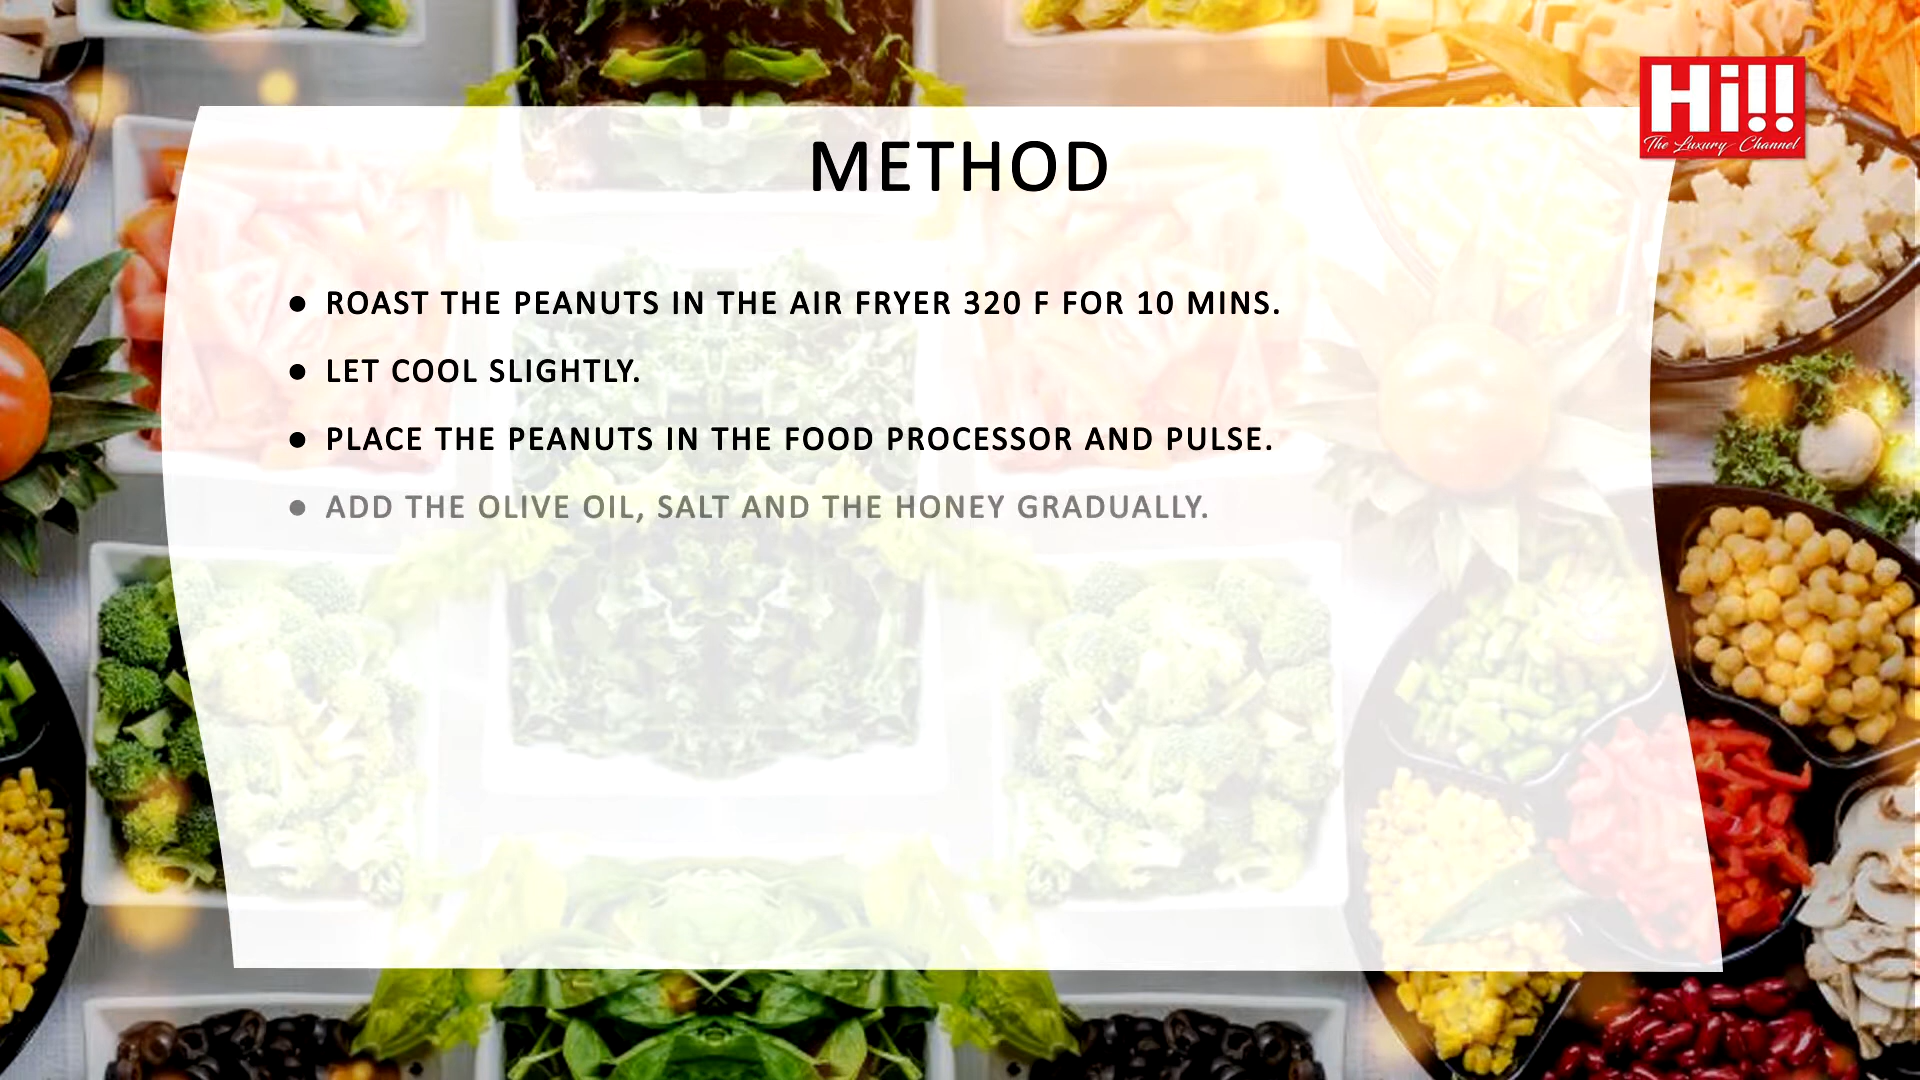 Hi!!
The Luxury Channel
METHOD
• ROAST THE PEANUTS IN THE AIR FRYER 320 F FOR 10 MINS.
• LET COOL SLIGHTLY.
• PLACE THE PEANUTS IN THE FOOD PROCESSOR AND PULSE.
• ADD THE OLIVE OIL, SALT AND THE HONEY GRADUALLY.